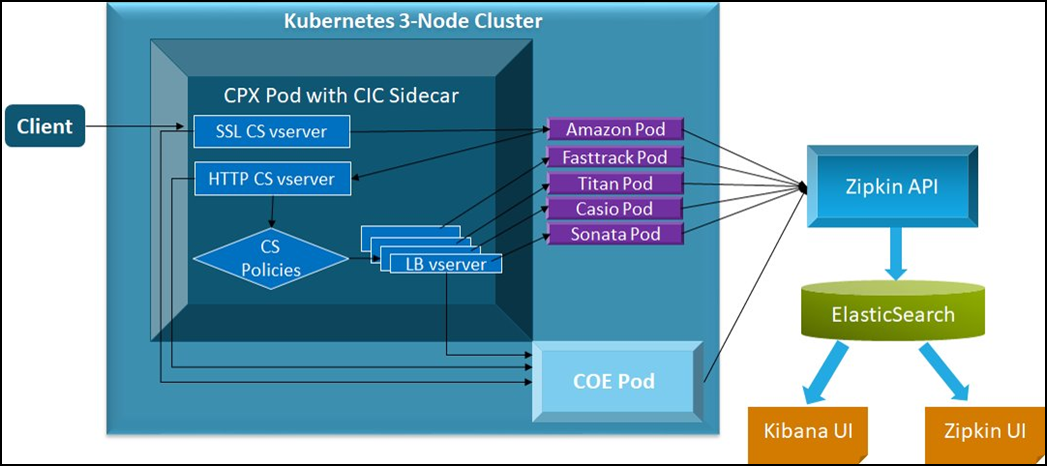 Kubernetes 3-Node Cluster
CPX Pod with CIC Sidecar
Client
SSL CS vserver
HTTP CS vserver
CS
Policies
LB vserver
Amazon Pod
Fasttrack Pod
Titan Pod
Casio Pod
Sonata Pod
COE Pod
Zipkin API
ElasticSearch
Kibana UI
Zipkin UI